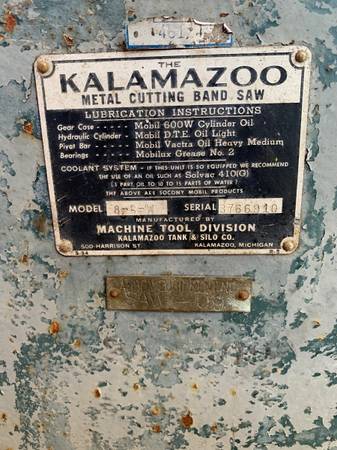 THE
KALAMAZOO
METAL CUTTING BAND SAW
LUBRICATION INSTRUCTIONS
Gear Case ----- Mobil 600W Cylinder Oil
Hydraulic Cylinder - Mobil D.T.E. Oil Light
Pivot Bar ----- Mobil Vactra Oil Heavy Medium
Bearings ----- Mobilux Grease No. 2
COOLANT SYSTEM - IF THIS UNIT IS SO EQUIPPED WE RECOMMEND
THE USE OF AN OIL SUCH AS Solvac 410(G)
(1 PART OIL TO 10 TO 15 PARTS OF WATER)
THE ABOVE ARE SOCONY MOBIL PRODUCTS
MODEL SERIAL
MANUFACTURED BY
MACHINE TOOL DIVISION
KALAMAZOO TANK & SILO CO.
500 HARRISON ST. KALAMAZOO, MICHIGAN